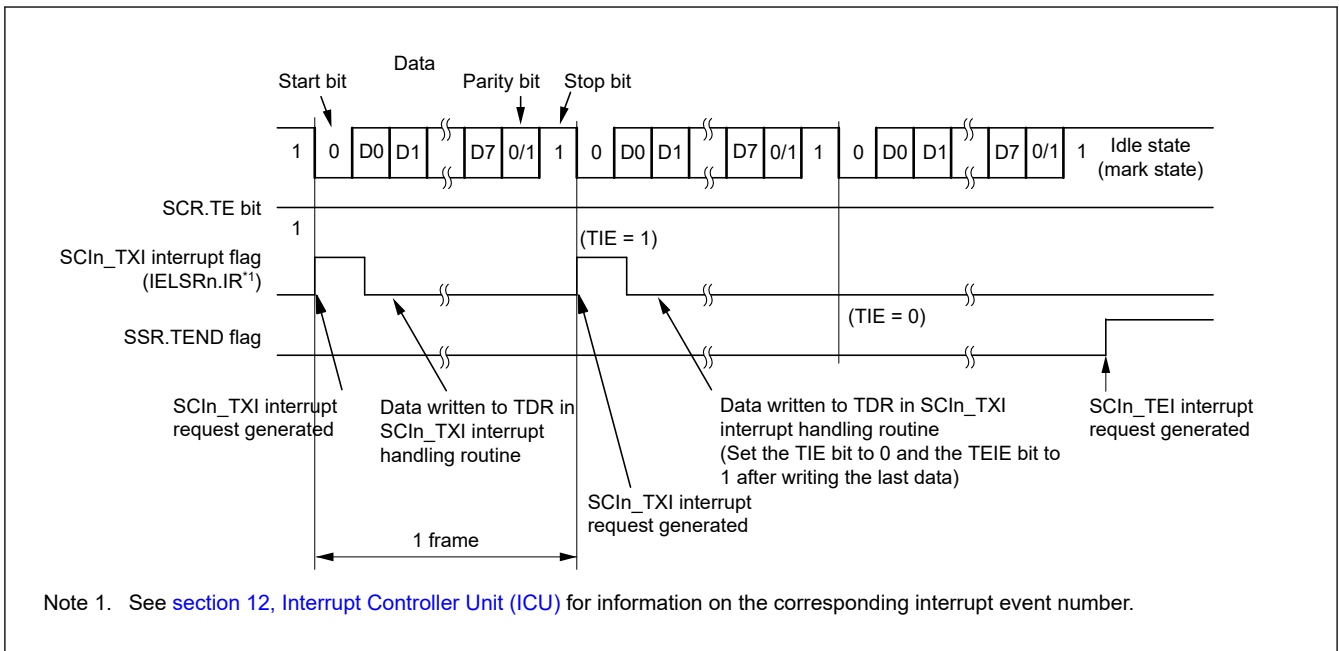 Data
Start bit
Parity bit
Stop bit
1 0 D0 D1 D7 0/1 1 0 D0 D1 D7 0/1 1 0 D0 D1 D7 0/1 1 Idle state
(mark state)
SCR.TE bit
1
(TIE = 1)
SCIn_TXI interrupt flag
(IELSRn.IR*1)
(TIE = 0)
SSR.TEND flag
SCIn_TXI interrupt
request generated
Data written to TDR in
SCIn_TXI interrupt
handling routine
Data written to TDR in SCIn_TXI
interrupt handling routine
(Set the TIE bit to 0 and the TEIE bit to
1 after writing the last data)
SCIn_TEI interrupt
request generated
SCIn_TXI interrupt
request generated
1 frame
Note 1. See section 12, Interrupt Controller Unit (ICU) for information on the corresponding interrupt event number.